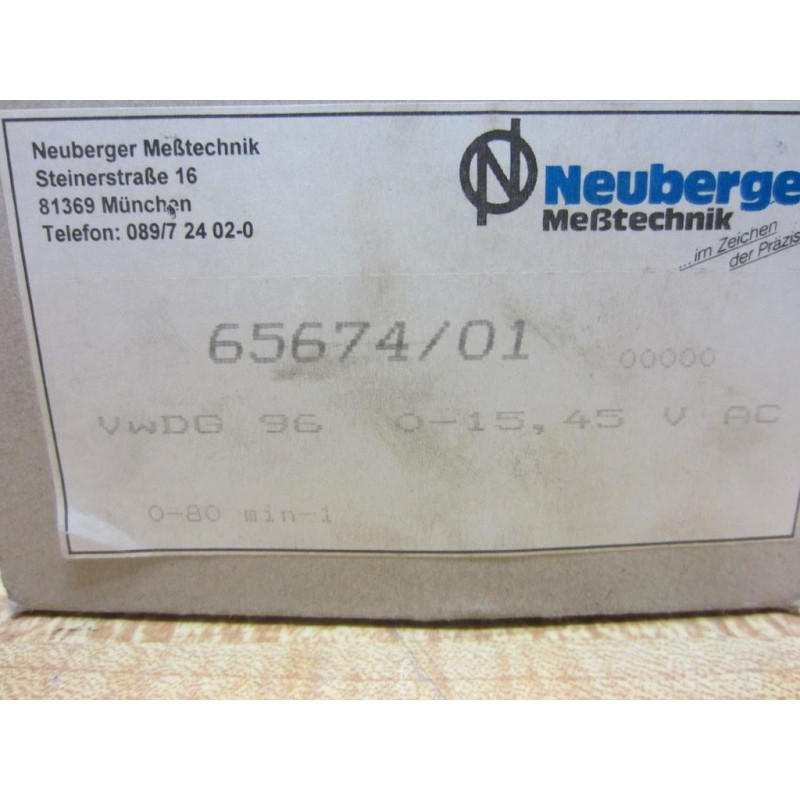 Neuberger Meßtechnik
Steinerstraße 16
81369 München
Telefon: 089/7 24 02-0
N Neuberge
Meßtechnik
...im Zeichen
der Präzis
65674/01 00000
VwDG 96 0-15,45 V AC
0-80 min-1